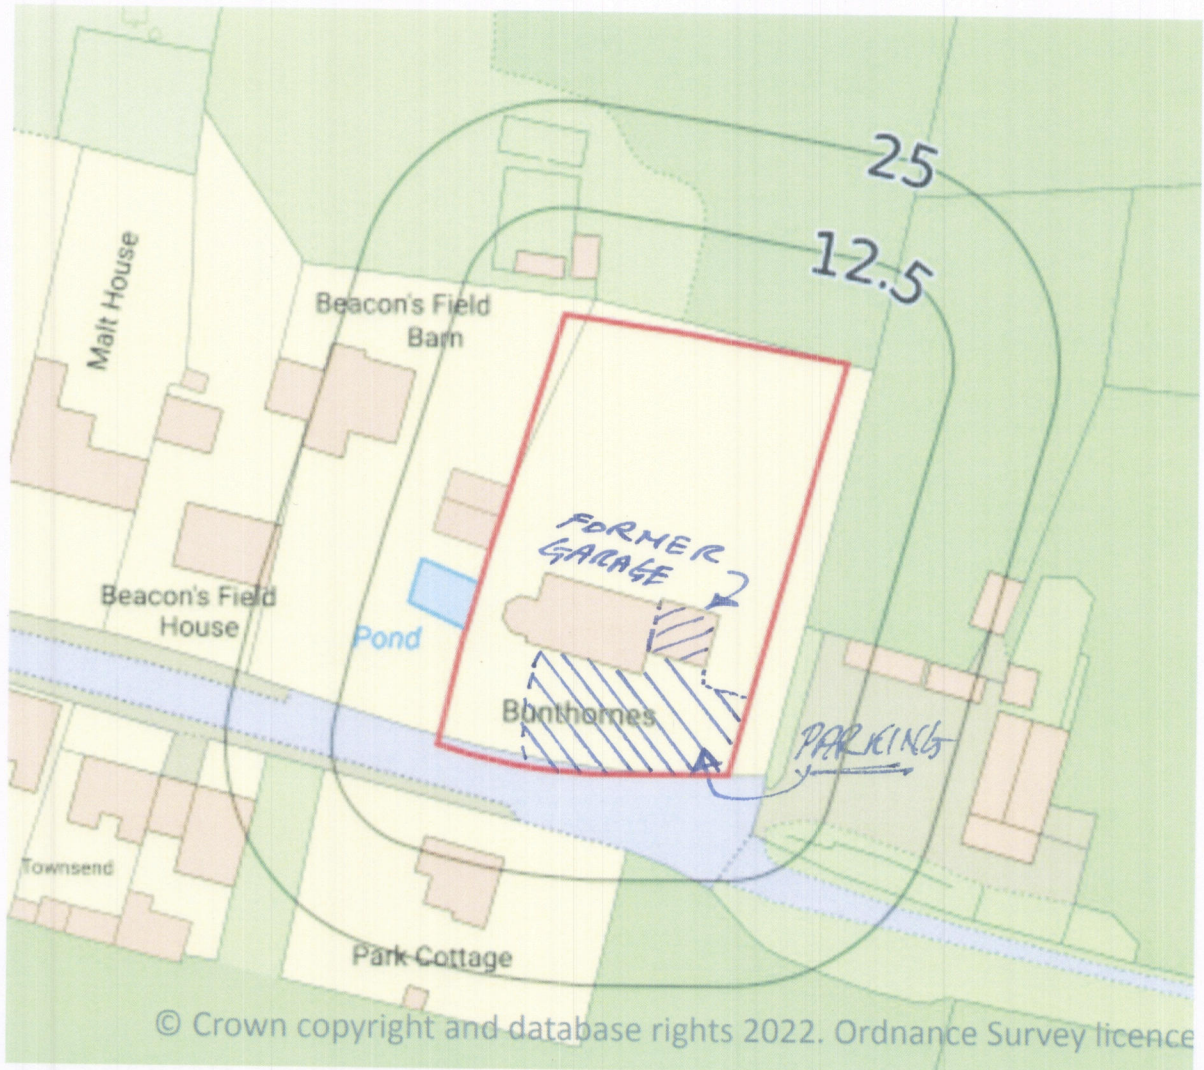 25
12.5
Malt House
Beacon's Field
Barn
FORMER
GARAGE
Beacon's Field
House
Pond
Bonthornes
PARKING
Townsend
Park Cottage
© Crown copyright and database rights 2022. Ordnance Survey licence